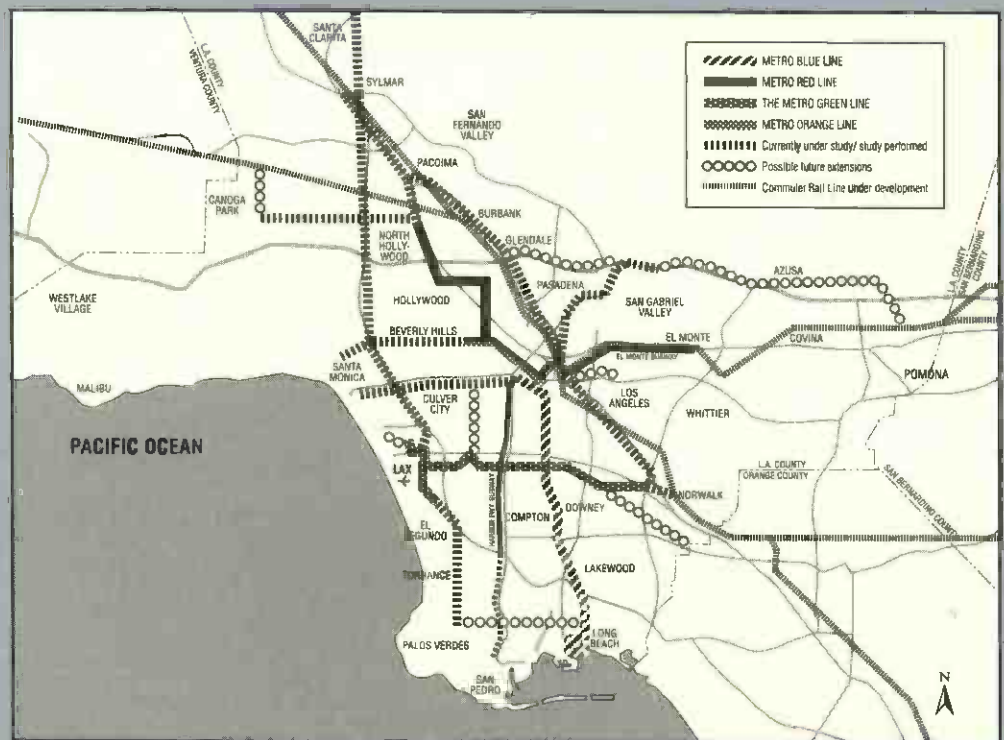 SANTA
CLARITA
L.A. COUNTY
VENTURA COUNTY
SYLMAR
SAN
FERNANDO
VALLEY
PACOIMA
CANOGA
PARK
BURBANK
NORTH
HOLLY-
WOOD
GLENDALE
PASADENA
AZUSA
L.A. COUNTY
SAN BERNARDINO
COUNTY
WESTLAKE
VILLAGE
HOLLYWOOD
SAN GABRIEL
VALLEY
BEVERLY HILLS
EL MONTE
EL MONTE BUSWAY
COVINA
SANTA
MONICA
POMONA
MALIBU
CULVER
CITY
LOS
ANGELES
WHITTIER
PACIFIC OCEAN
LAX
L.A. COUNTY
ORANGE COUNTY
SAN BERNARDINO COUNTY
NORWALK
HARBOR FWY BUSWAY
COMPTON
DOWNEY
EL
SEGUNDO
TORRANCE
LAKEWOOD
PALOS VERDES
LONG
BEACH
SAN
PEDRO
N
METRO BLUE LINE
METRO RED LINE
THE METRO GREEN LINE
METRO ORANGE LINE
Currently under study/ study performed
Possible future extensions
Commuter Rail Line under development